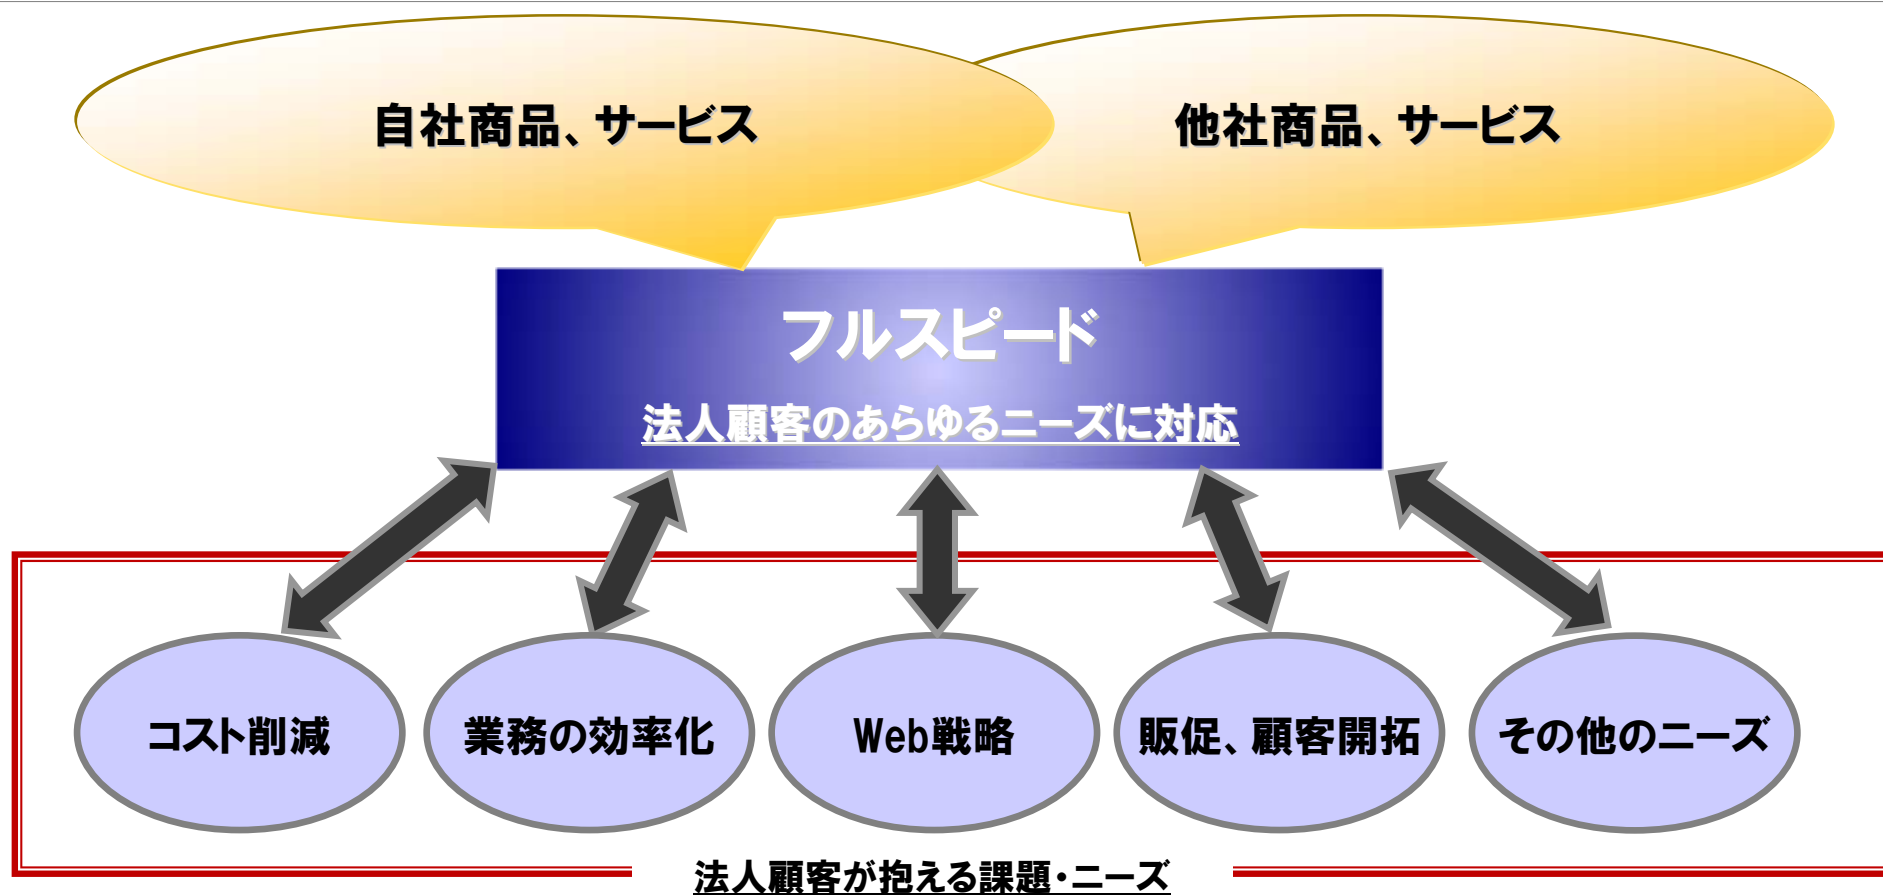 自社商品、サービス
他社商品、サービス
フルスピード
法人顧客のあらゆるニーズに対応
コスト削減
業務の効率化
Web戦略
販促、顧客開拓
その他のニーズ
法人顧客が抱える課題・ニーズ